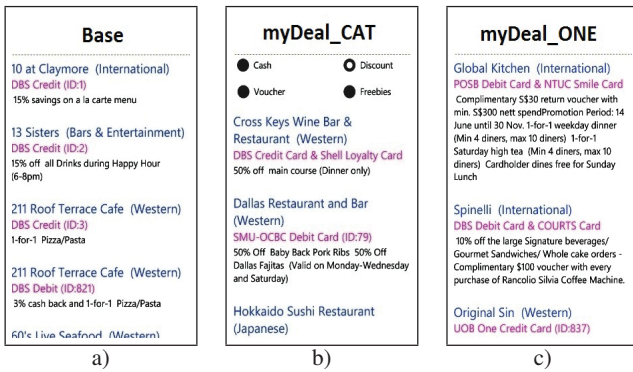 Base
10 at Claymore (International)
DBS Credit (ID:1)
15% savings on a la carte menu
13 Sisters (Bars & Entertainment)
DBS Credit (ID:2)
15% off all Drinks during Happy Hour
(6-8pm)
211 Roof Terrace Cafe (Western)
DBS Credit (ID:3)
1-for-1 Pizza/Pasta
211 Roof Terrace Cafe (Western)
DBS Debit (ID:821)
3% cash back and 1-for-1 Pizza/Pasta
60's Live Seafood (Western)
a)
myDeal_CAT
Cash
Discount
Voucher
Freebies
Cross Keys Wine Bar &
Restaurant (Western)
DBS Credit Card & Shell Loyalty Card
50% off main course (Dinner only)
Dallas Restaurant and Bar
(Western)
SMU-OCBC Debit Card (ID:79)
50% Off Baby Back Pork Ribs 50% Off
Dallas Fajitas (Valid on Monday-Wednesday
and Saturday)
Hokkaido Sushi Restaurant
(Japanese)
b)
myDeal_ONE
Global Kitchen (International)
POSB Debit Card & NTUC Smile Card
Complimentary S$30 return voucher with
min. S$300 nett spendPromotion Period: 14
June until 30 Nov. 1-for-1 weekday dinner
(Min 4 diners, max 10 diners) 1-for-1
Saturday high tea (Min 4 diners, max 10
diners) Cardholder dines free for Sunday
Lunch
Spinelli (International)
DBS Debit Card & COURTS Card
10% off the large Signature beverages/
Gourmet Sandwiches/ Whole cake orders -
Complimentary $100 voucher with every
purchase of Rancolio Silvia Coffee Machine.
Original Sin (Western)
UOB One Credit Card (ID:837)
c)